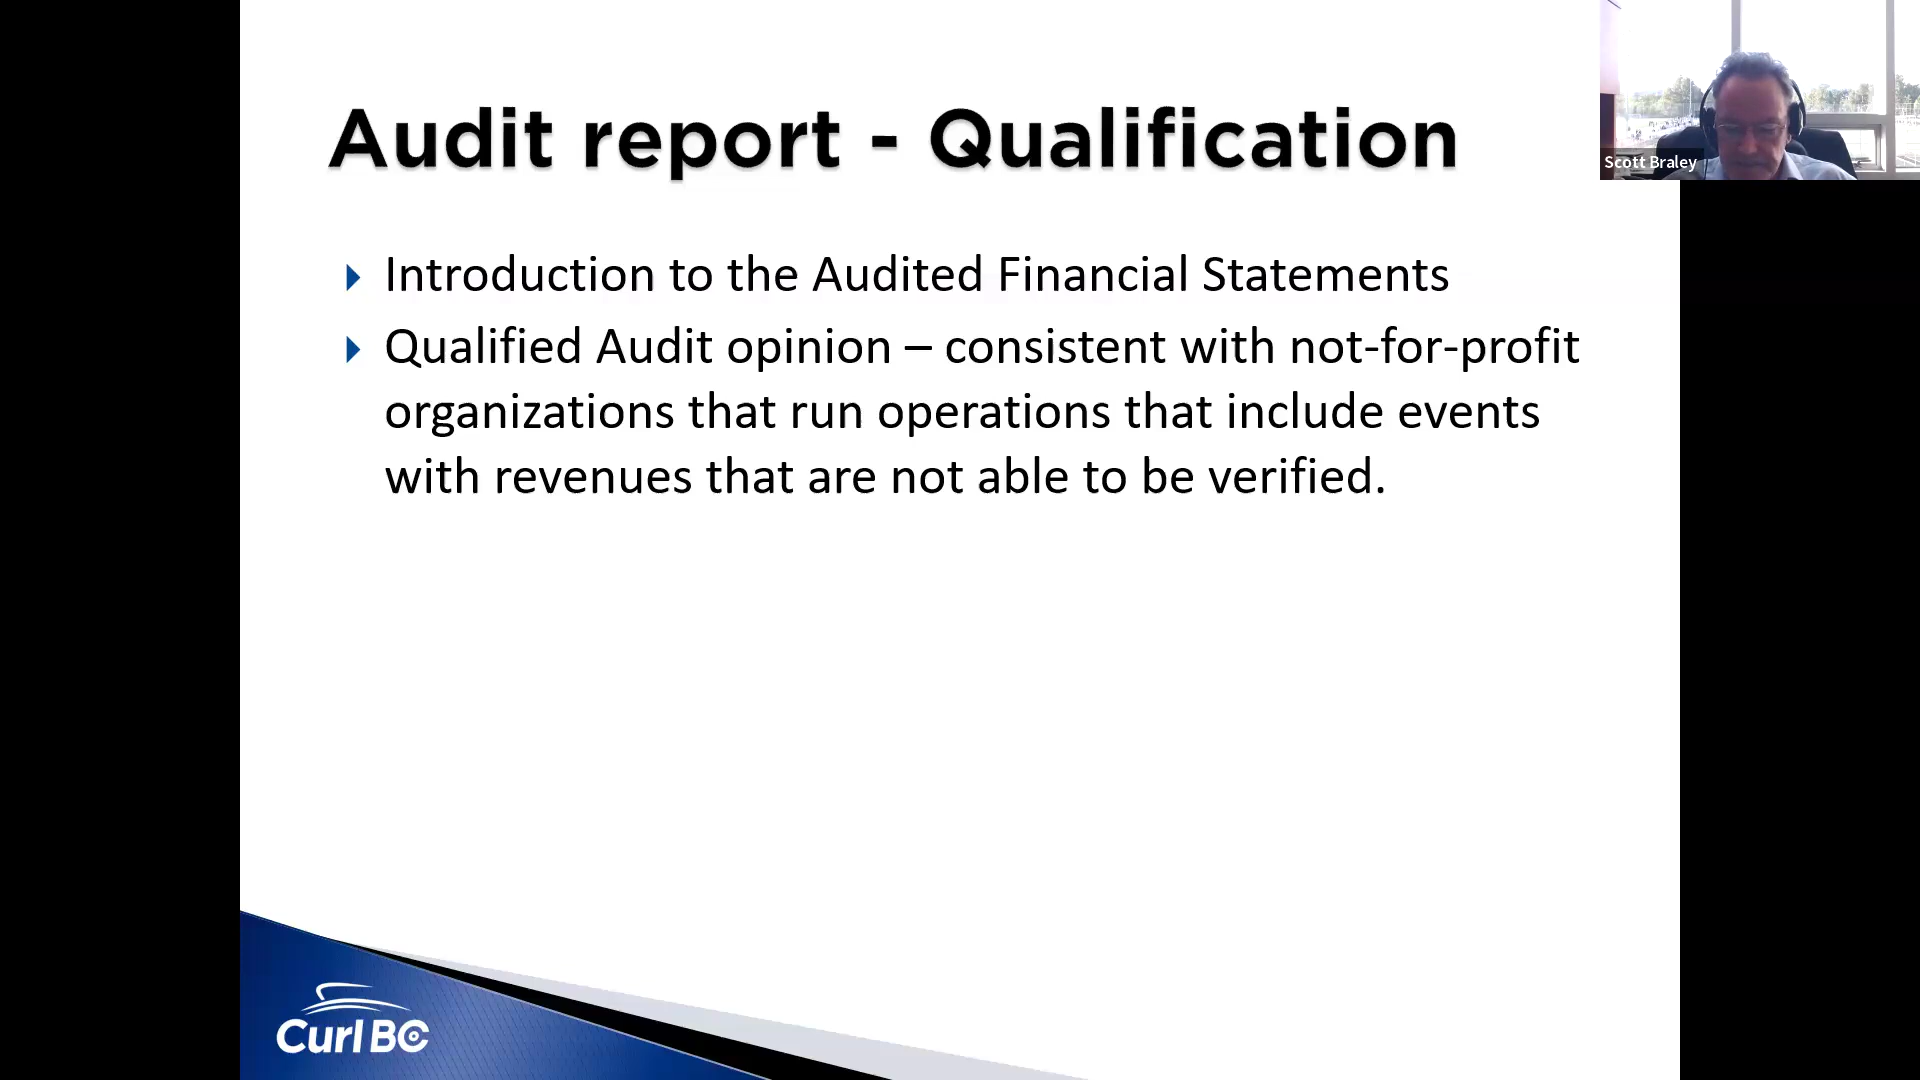 Audit report - Qualification
Scott Braley
Introduction to the Audited Financial Statements
Qualified Audit opinion – consistent with not-for-profit
organizations that run operations that include events
with revenues that are not able to be verified.
Curl BC